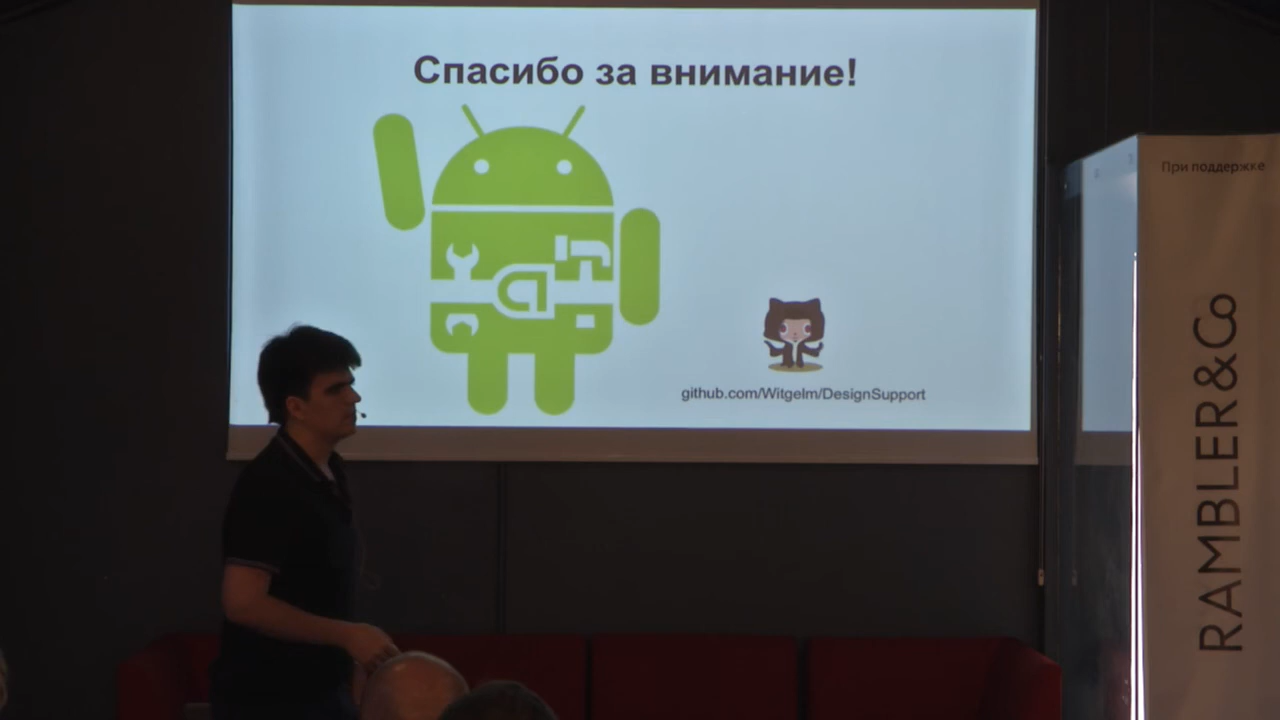 Спасибо за внимание!
github.com/Witgelm/DesignSupport
При поддержке
RAMBLER&Co